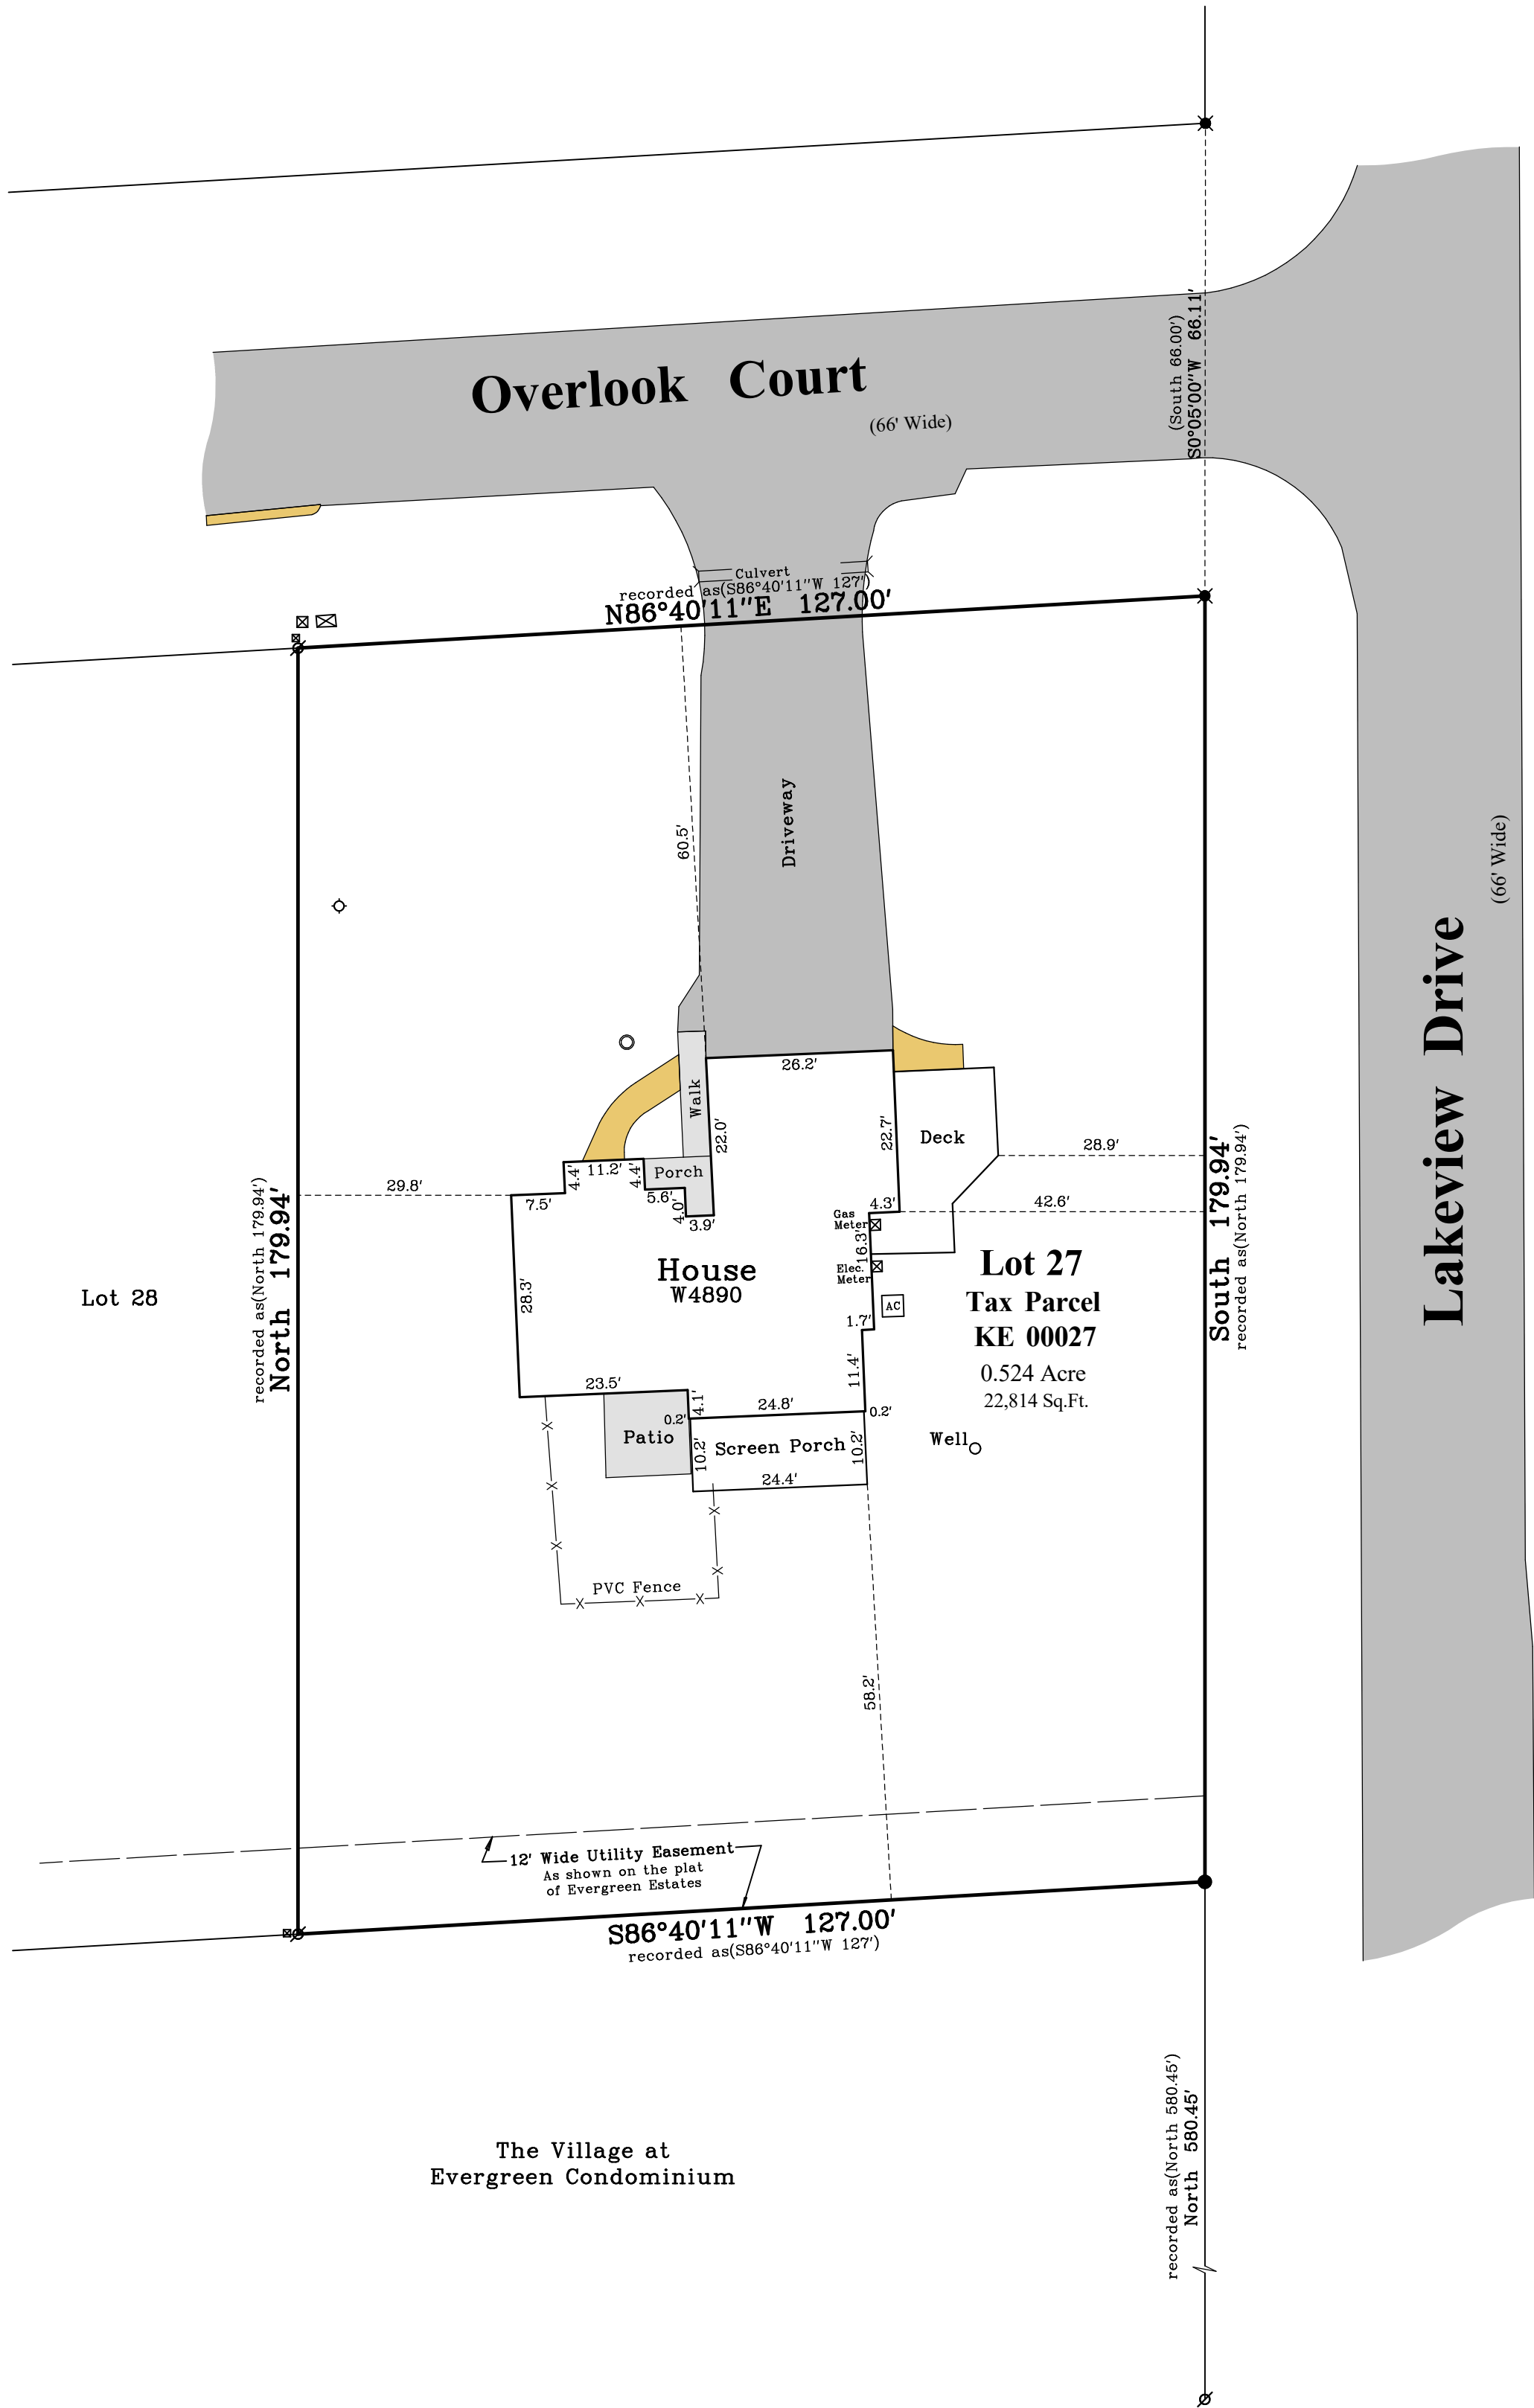 (South 66.00')
S0°05'00"W 66.11'
Overlook Court
(66' Wide)
Culvert
recorded as(S86°40'11"W 127')
N86°40'11"E 127.00'
60.5'
Driveway
(66' Wide)
Lakeview Drive
26.2'
Walk
22.0'
22.7'
Deck
28.9'
4.4'
11.2'
4.4'
Porch
29.8'
7.5'
5.6'
4.0'
3.9'
4.3'
42.6'
Gas
Meter
16.3'
Elec.
Meter
AC
1.7'
House
W4890
28.3'
Lot 27
Tax Parcel
KE 00027
0.524 Acre
22,814 Sq.Ft.
recorded as(North 179.94')
North 179.94'
South 179.94'
recorded as(North 179.94')
Lot 28
23.5'
4.1'
11.4'
24.8'
0.2'
0.2'
Patio
10.2'
Screen Porch
10.2'
24.4'
Well
PVC Fence
58.2'
12' Wide Utility Easement
As shown on the plat
of Evergreen Estates
S86°40'11"W 127.00'
recorded as(S86°40'11"W 127')
The Village at
Evergreen Condominium
recorded as(North 580.45')
North 580.45'